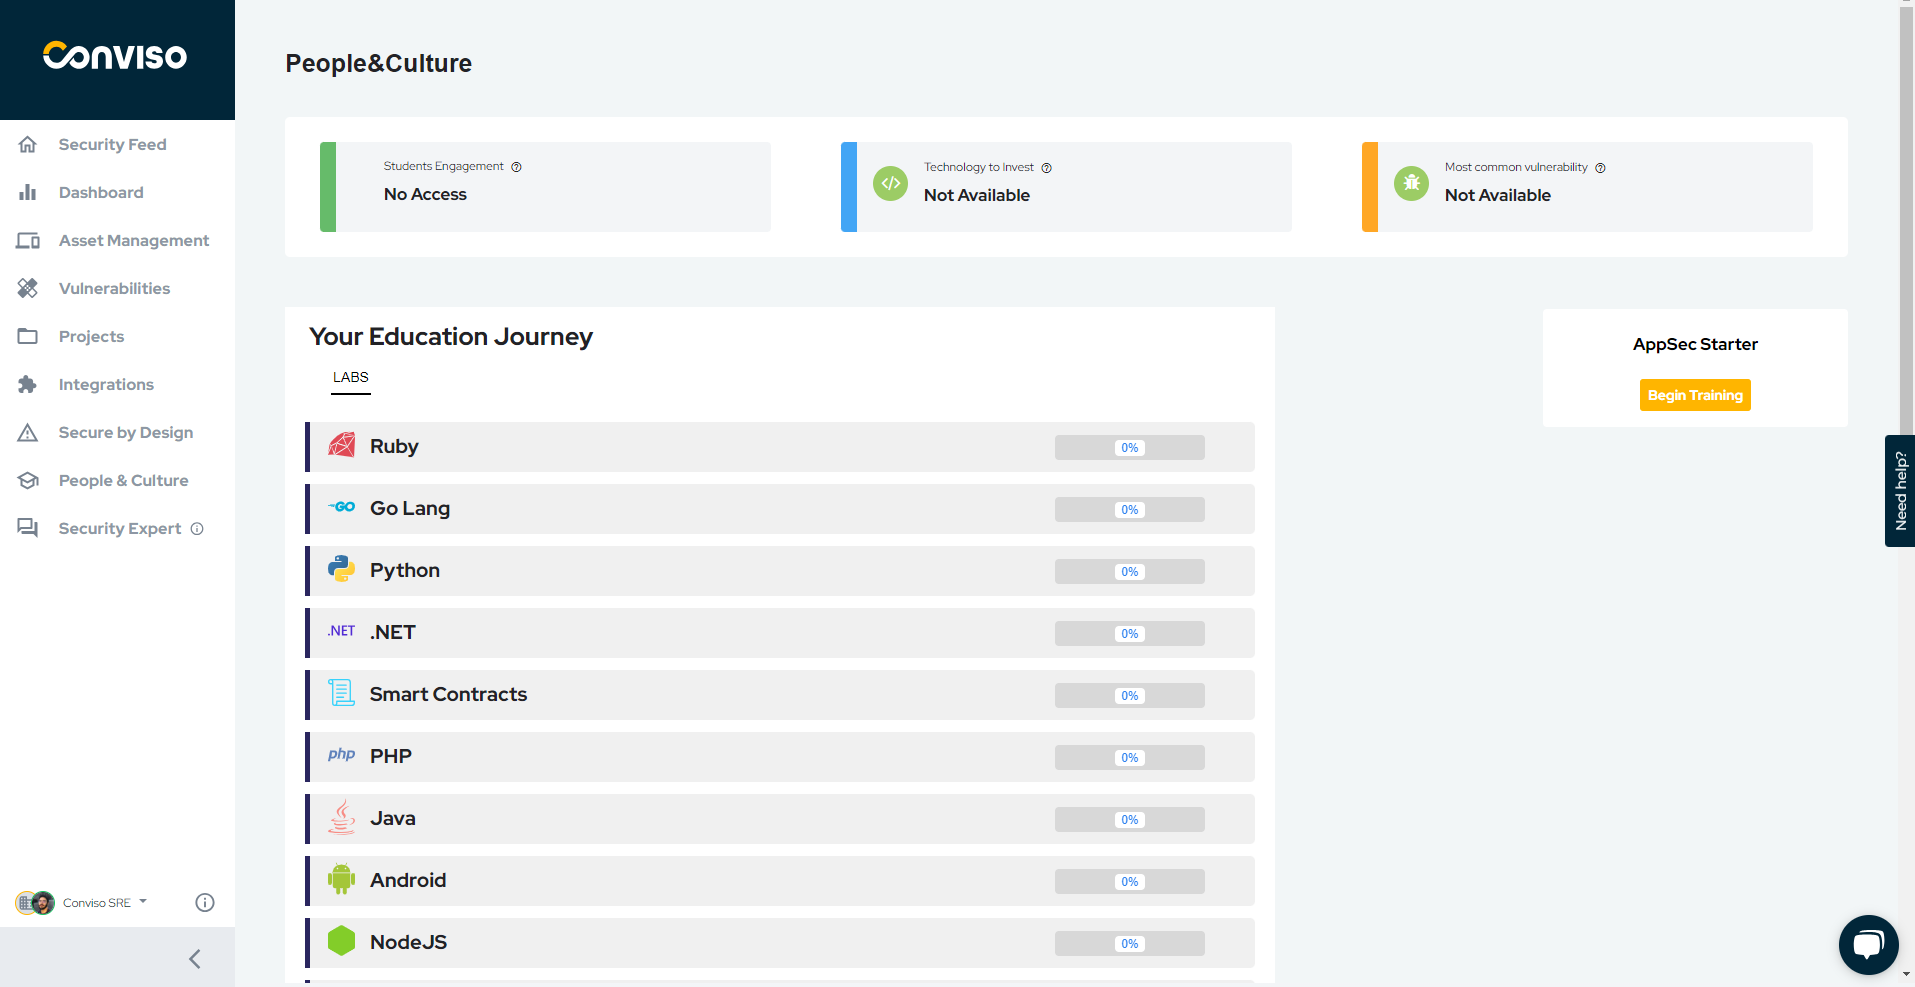 Conviso
People&Culture
Security Feed
Dashboard
Asset Management
Vulnerabilities
Projects
Integrations
Secure by Design
People & Culture
Security Expert
Conviso SRE
Students Engagement
No Access
Technology to Invest
Not Available
Most common vulnerability
Not Available
Your Education Journey
LABS
Ruby 0%
GO Go Lang 0%
Python 0%
.NET .NET 0%
Smart Contracts 0%
php PHP 0%
Java 0%
Android 0%
NodeJS 0%
AppSec Starter
Begin Training
Need help?